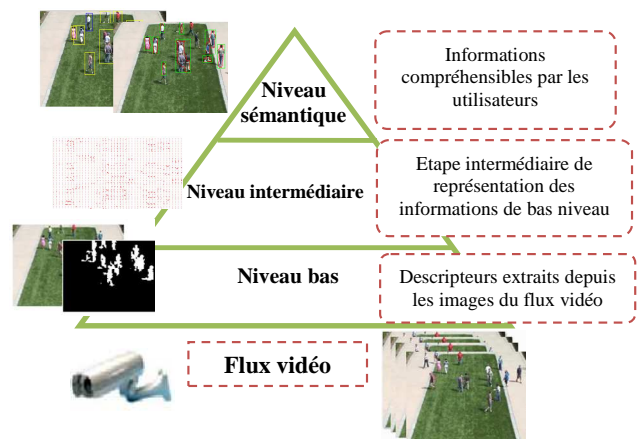 Niveau
sémantique
Informations
compréhensibles par les
utilisateurs
Niveau intermédiaire
Etape intermédiaire de
représentation des
informations de bas niveau
Niveau bas
Descripteurs extraits depuis
les images du flux vidéo
Flux vidéo